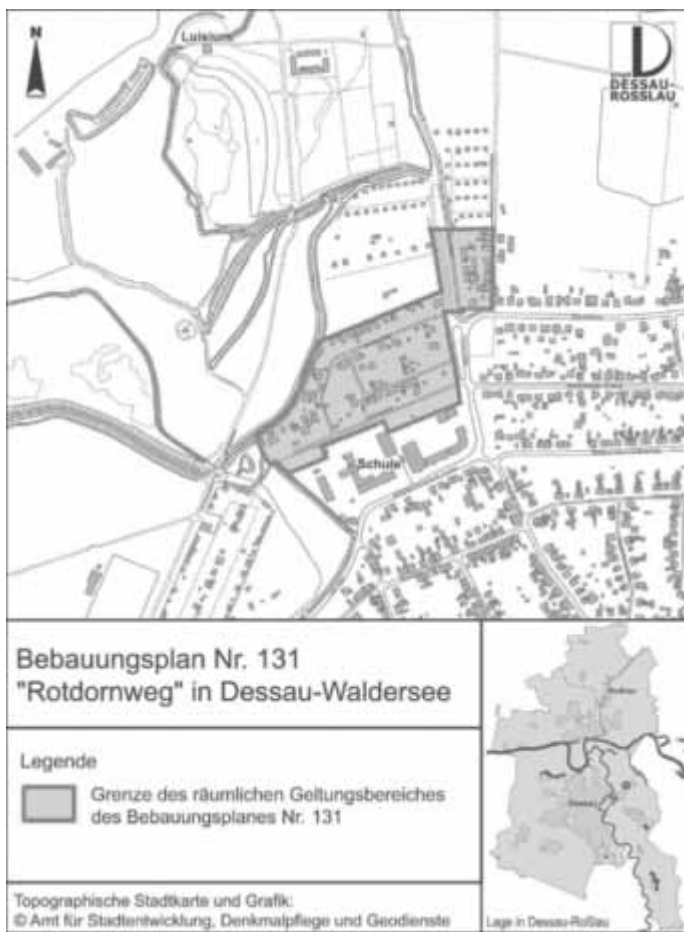 Luisium
N
DESSAU-
ROSSLAU
Schule
Bebauungsplan Nr. 131
"Rotdornweg" in Dessau-Waldersee
Legende
Grenze des räumlichen Geltungsbereiches
des Bebauungsplanes Nr. 131
Topographische Stadtkarte und Grafik:
© Amt für Stadtentwicklung, Denkmalpflege und Geodienste
Lage in Dessau-Roßlau